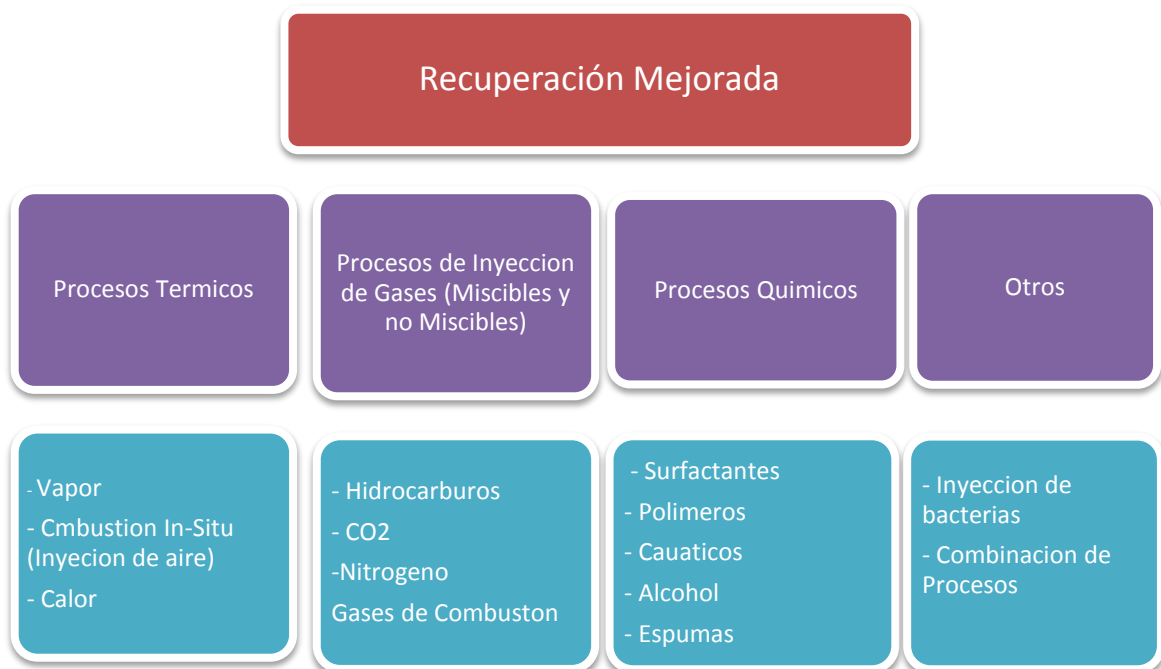 Recuperación Mejorada
Procesos Termicos
Procesos de Inyeccion
de Gases (Miscibles y
no Miscibles)
Procesos Quimicos
Otros
- Vapor
- Cmbustion In-Situ
(Inyecion de aire)
- Calor
- Hidrocarburos
- CO2
-Nitrogeno
Gases de Combuston
- Surfactantes
- Polimeros
- Cauaticos
- Alcohol
- Espumas
- Inyeccion de
bacterias
- Combinacion de
Procesos